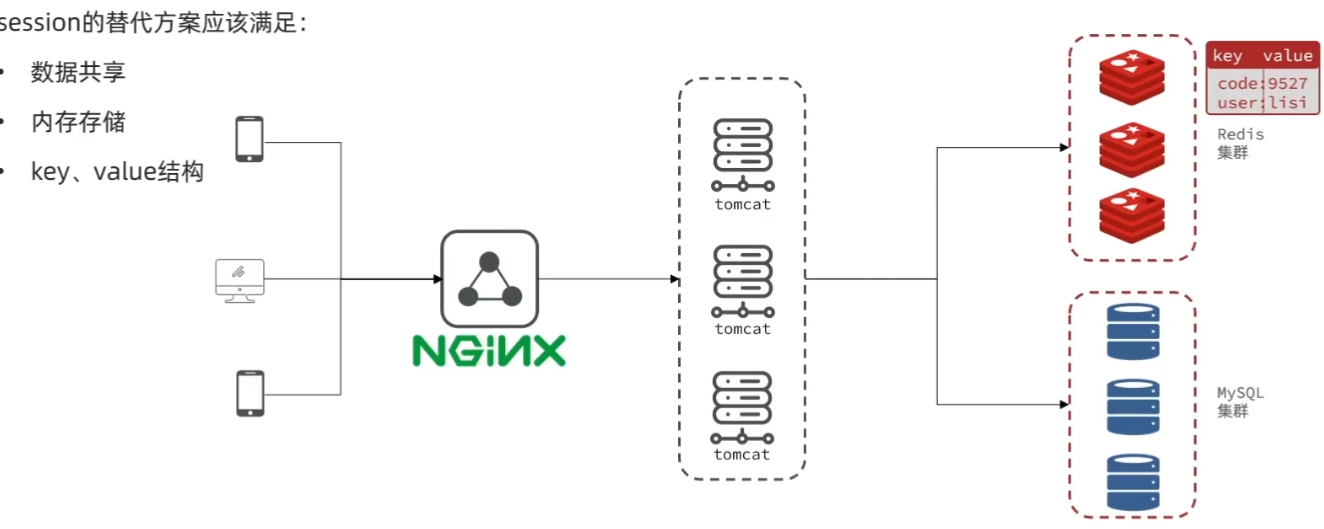 session的替代方案应该满足：
• 数据共享
• 内存存储
• key、value结构
NGiNX
tomcat
tomcat
tomcat
key value
code:9527
user:lisi
Redis
集群
MySQL
集群